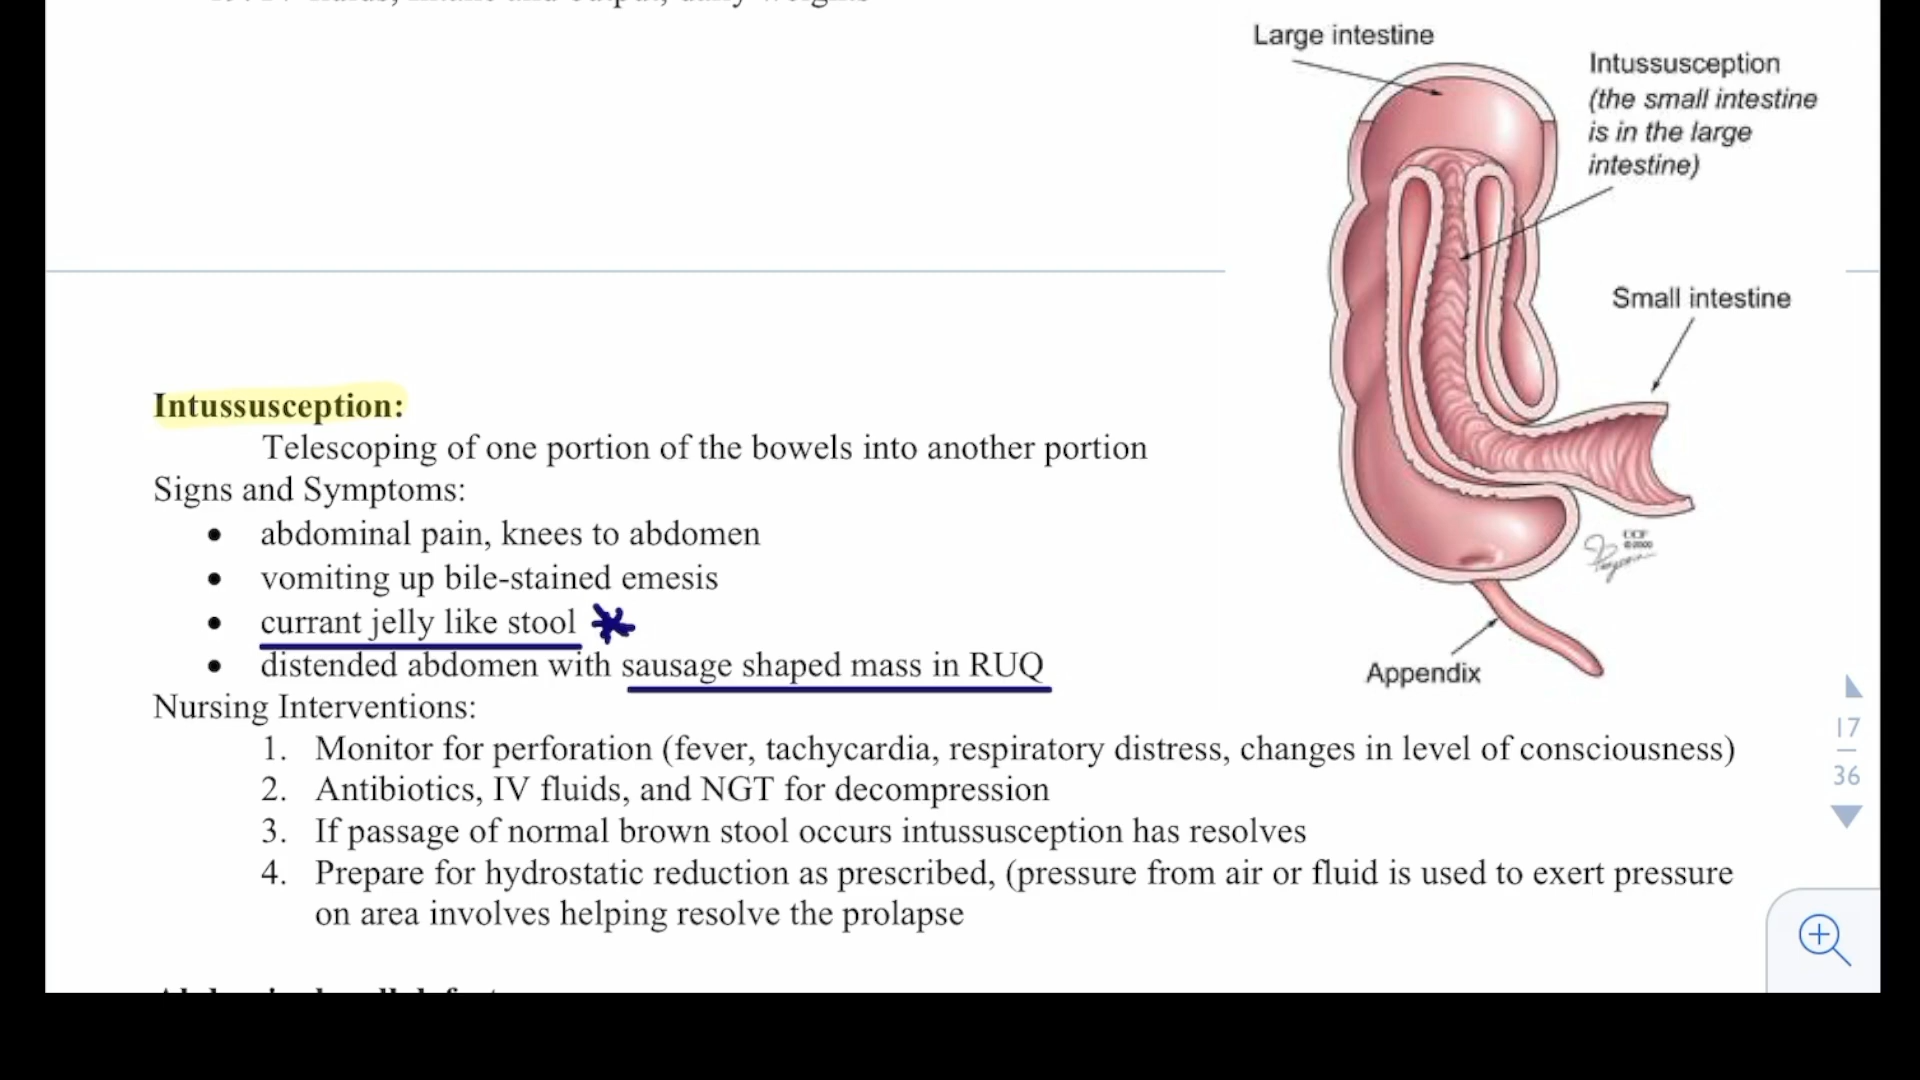 Large intestine
Intussusception
(the small intestine
is in the large
intestine)
Small intestine
Appendix
Intussusception:
Telescoping of one portion of the bowels into another portion
Signs and Symptoms:
• abdominal pain, knees to abdomen
• vomiting up bile-stained emesis
• currant jelly like stool
• distended abdomen with sausage shaped mass in RUQ
Nursing Interventions:
1. Monitor for perforation (fever, tachycardia, respiratory distress, changes in level of consciousness)
2. Antibiotics, IV fluids, and NGT for decompression
3. If passage of normal brown stool occurs intussusception has resolves
4. Prepare for hydrostatic reduction as prescribed, (pressure from air or fluid is used to exert pressure
on area involves helping resolve the prolapse
17
36